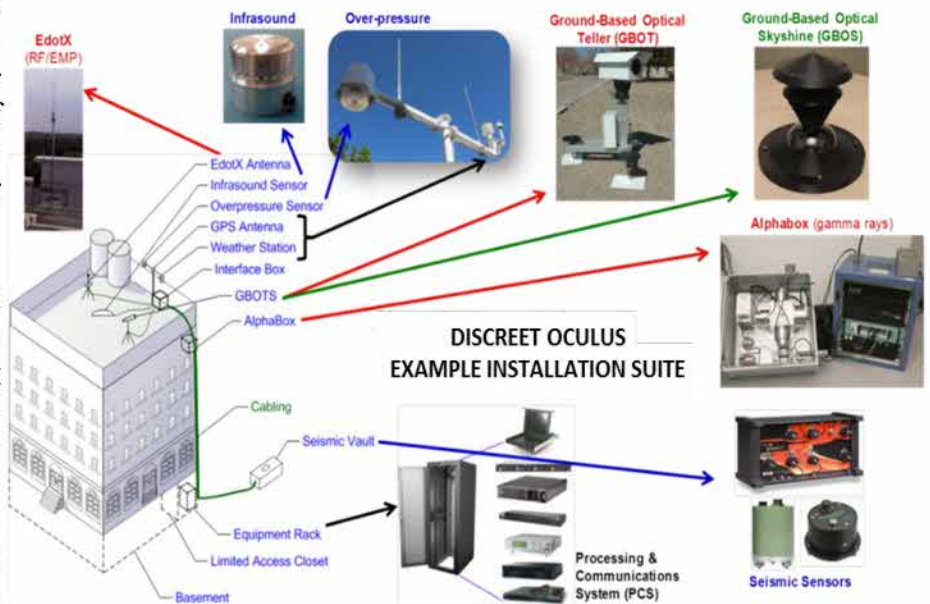 EdotX
(RF/EMP)
Infrasound
Over-pressure
Ground-Based Optical
Teller (GBOT)
Ground-Based Optical
Skyshine (GBOS)
EdotX Antenna
Infrasound Sensor
Overpressure Sensor
GPS Antenna
Weather Station
Interface Box
GBOTS
AlphaBox
Alphabox (gamma rays)
DISCREET OCULUS
EXAMPLE INSTALLATION SUITE
Cabling
Seismic Vault
Equipment Rack
Limited Access Closet
Basement
Processing &
Communications
System (PCS)
Seismic Sensors